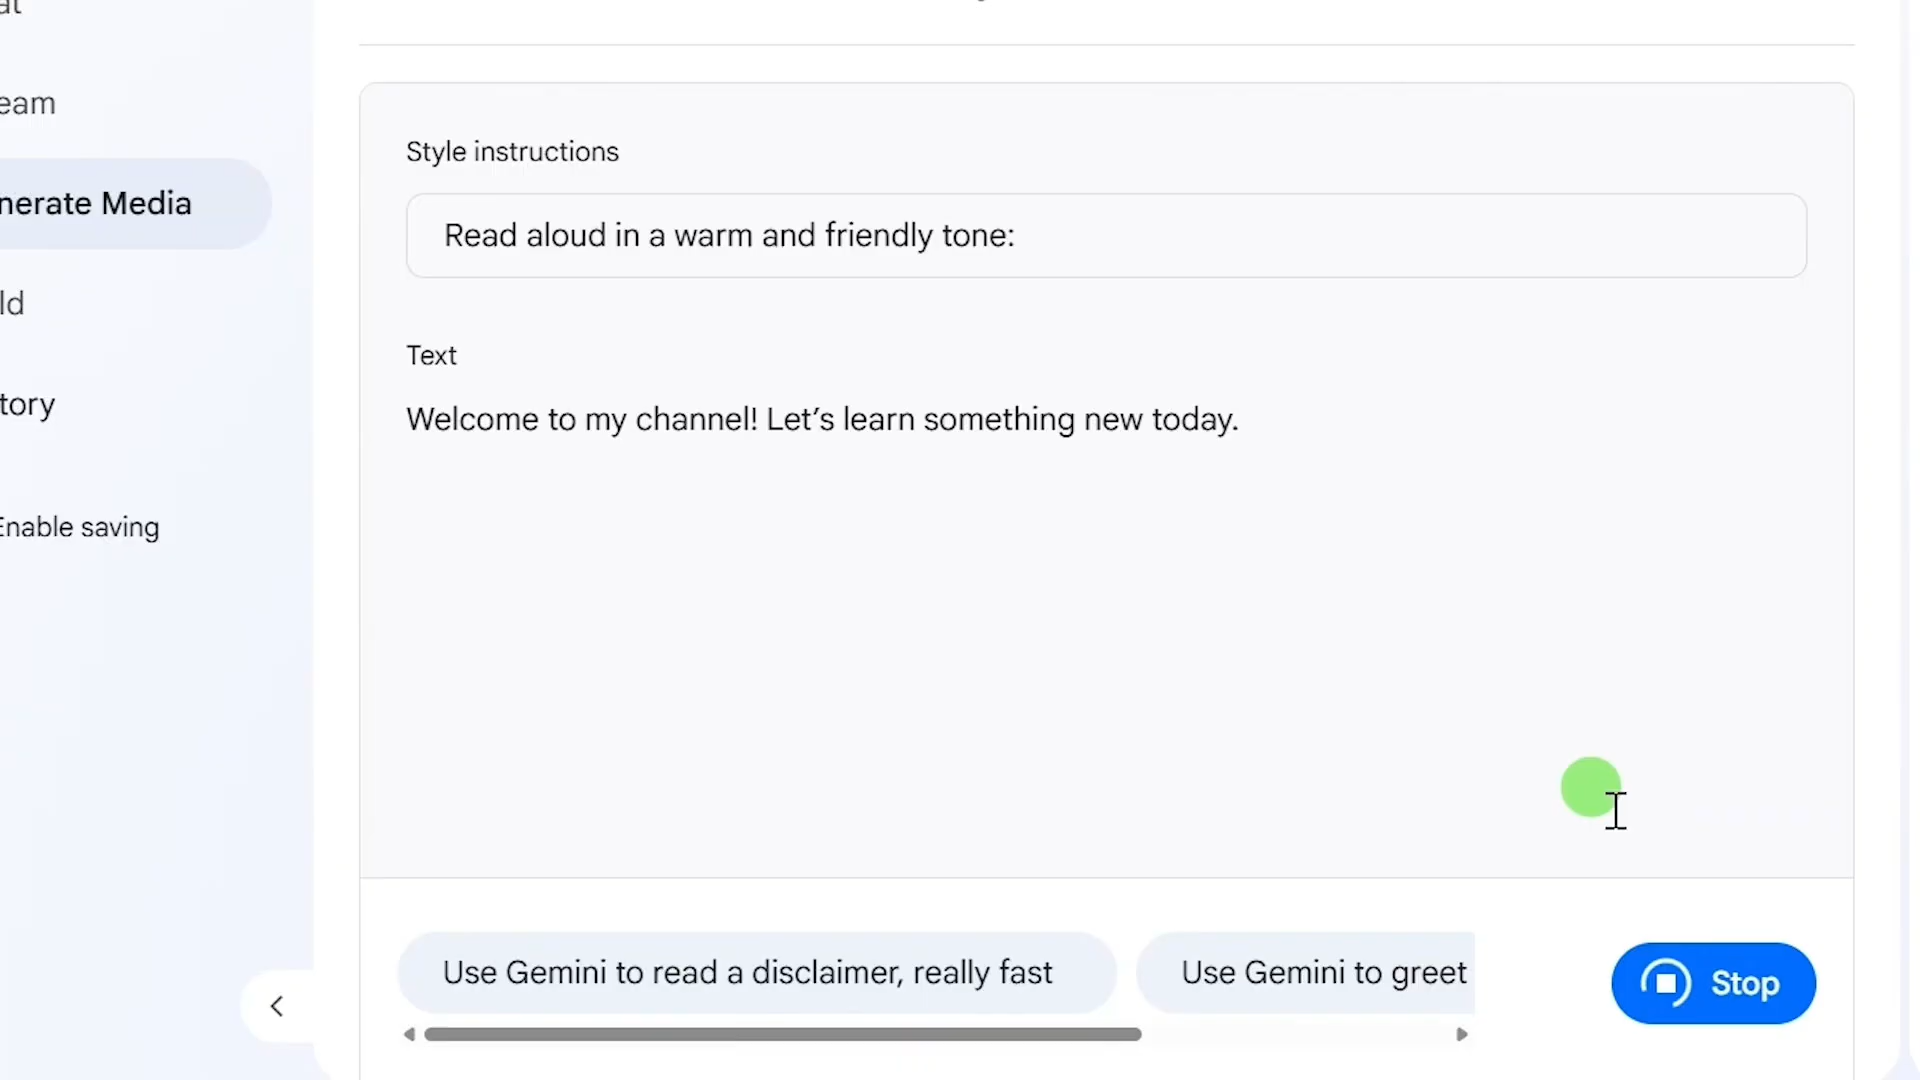 eam
nerate Media
ld
tory
Enable saving
Style instructions
Read aloud in a warm and friendly tone:
Text
Welcome to my channel! Let’s learn something new today.
Use Gemini to read a disclaimer, really fast
Use Gemini to greet
Stop